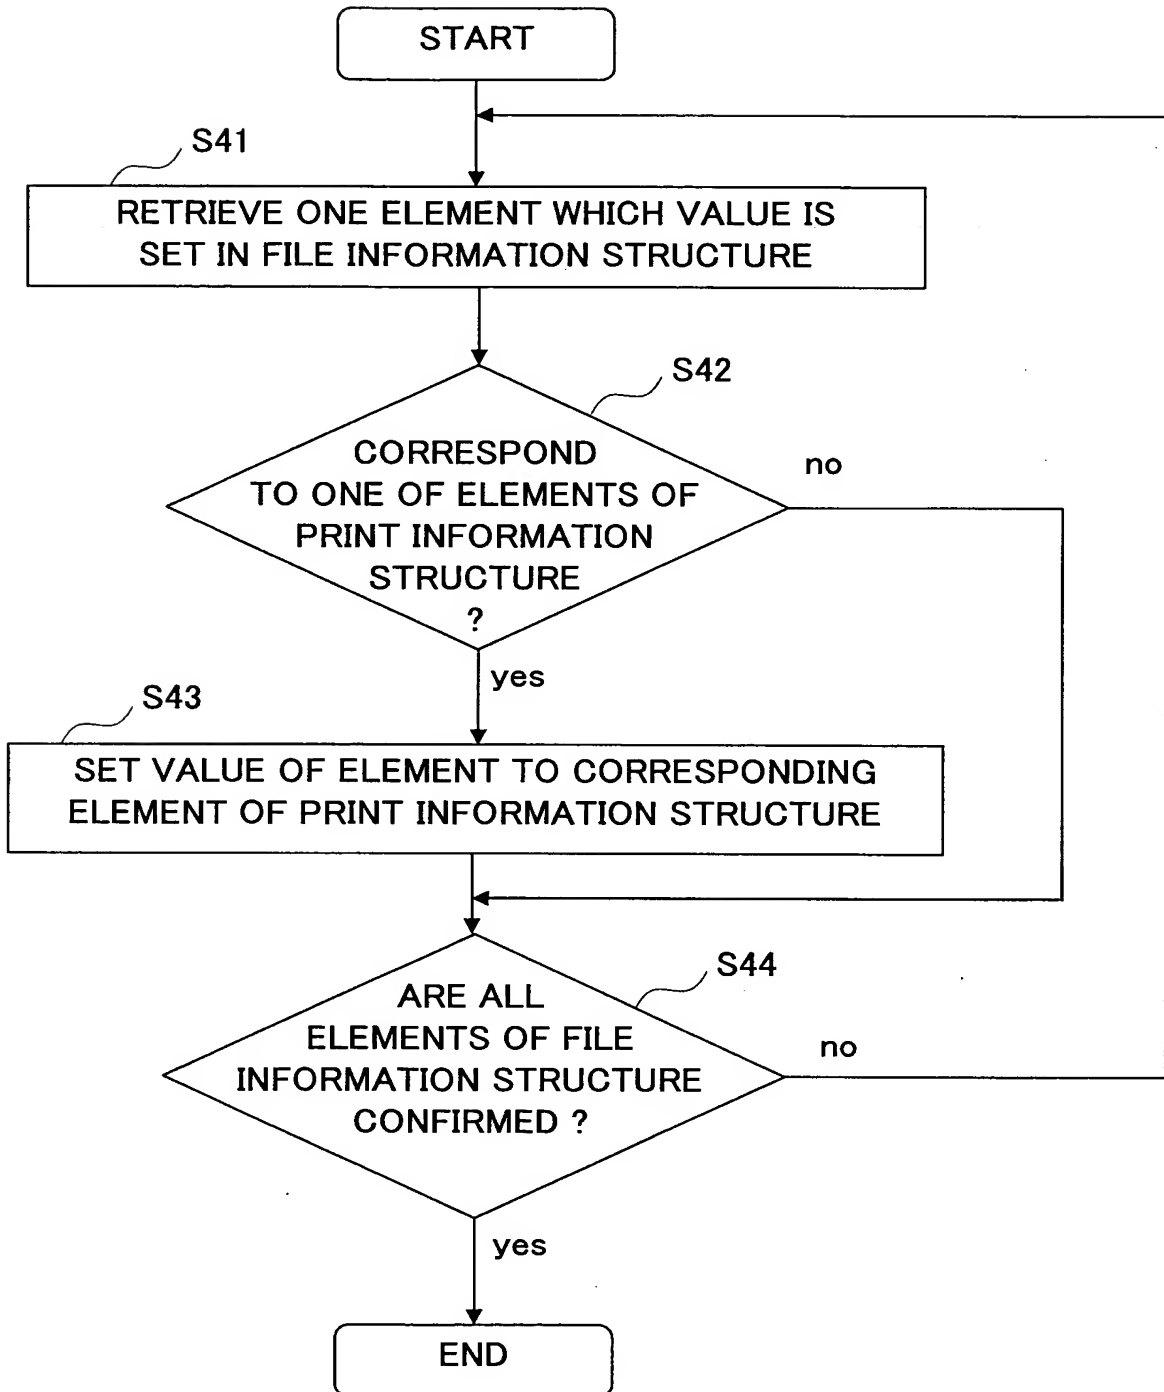 START
S41
RETRIEVE ONE ELEMENT WHICH VALUE IS
SET IN FILE INFORMATION STRUCTURE
S42
CORRESPOND
TO ONE OF ELEMENTS OF
PRINT INFORMATION
STRUCTURE
?
no
yes
S43
SET VALUE OF ELEMENT TO CORRESPONDING
ELEMENT OF PRINT INFORMATION STRUCTURE
S44
ARE ALL
ELEMENTS OF FILE
INFORMATION STRUCTURE
CONFIRMED ?
no
yes
END